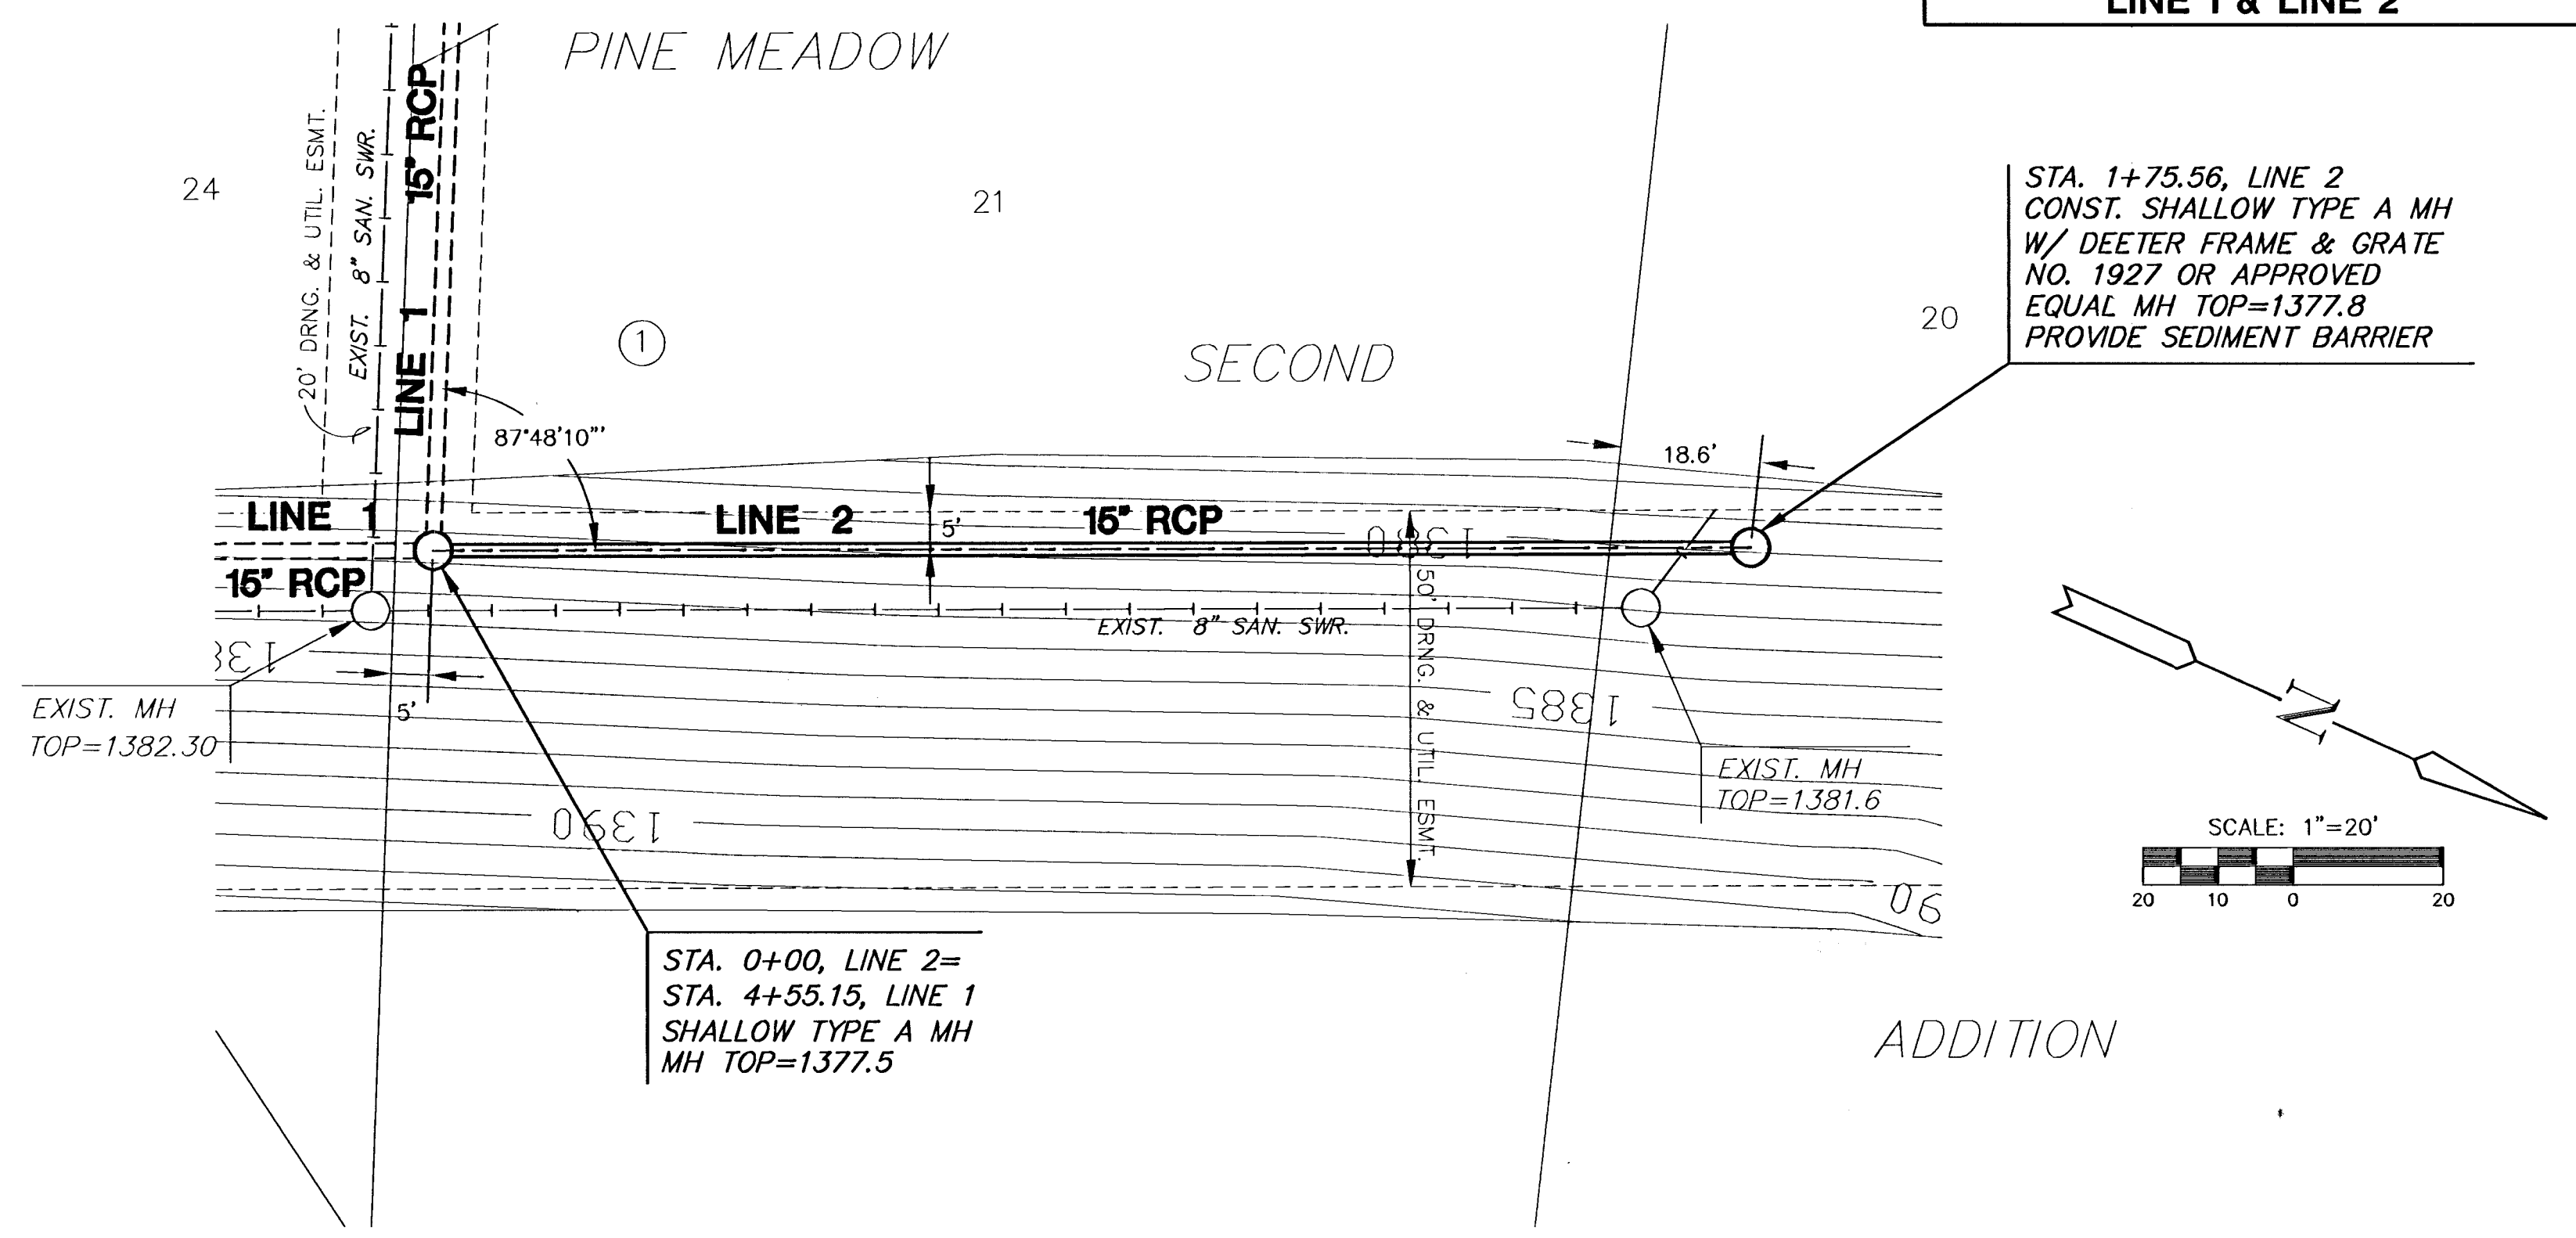 LINE 1 & LINE 2
PINE MEADOW
15" RCP
20' DRNG. & UTIL. ESMT.
EXIST. 8" SAN. SWR.
LINE 1
24
21
20
1
SECOND
STA. 1+75.56, LINE 2
CONST. SHALLOW TYPE A MH
W/ DEETER FRAME & GRATE
NO. 1927 OR APPROVED
EQUAL MH TOP=1377.8
PROVIDE SEDIMENT BARRIER
87°48'10"'
18.6'
LINE 1
LINE 2
15" RCP
5'
1380
15" RCP
50' DRNG. & UTIL. ESMT.
EXIST. 8" SAN. SWR.
138
1385
EXIST. MH
TOP=1382.30
5'
EXIST. MH
TOP=1381.6
1390
90
N
SCALE: 1"=20'
20 10 0 20
STA. 0+00, LINE 2=
STA. 4+55.15, LINE 1
SHALLOW TYPE A MH
MH TOP=1377.5
ADDITION